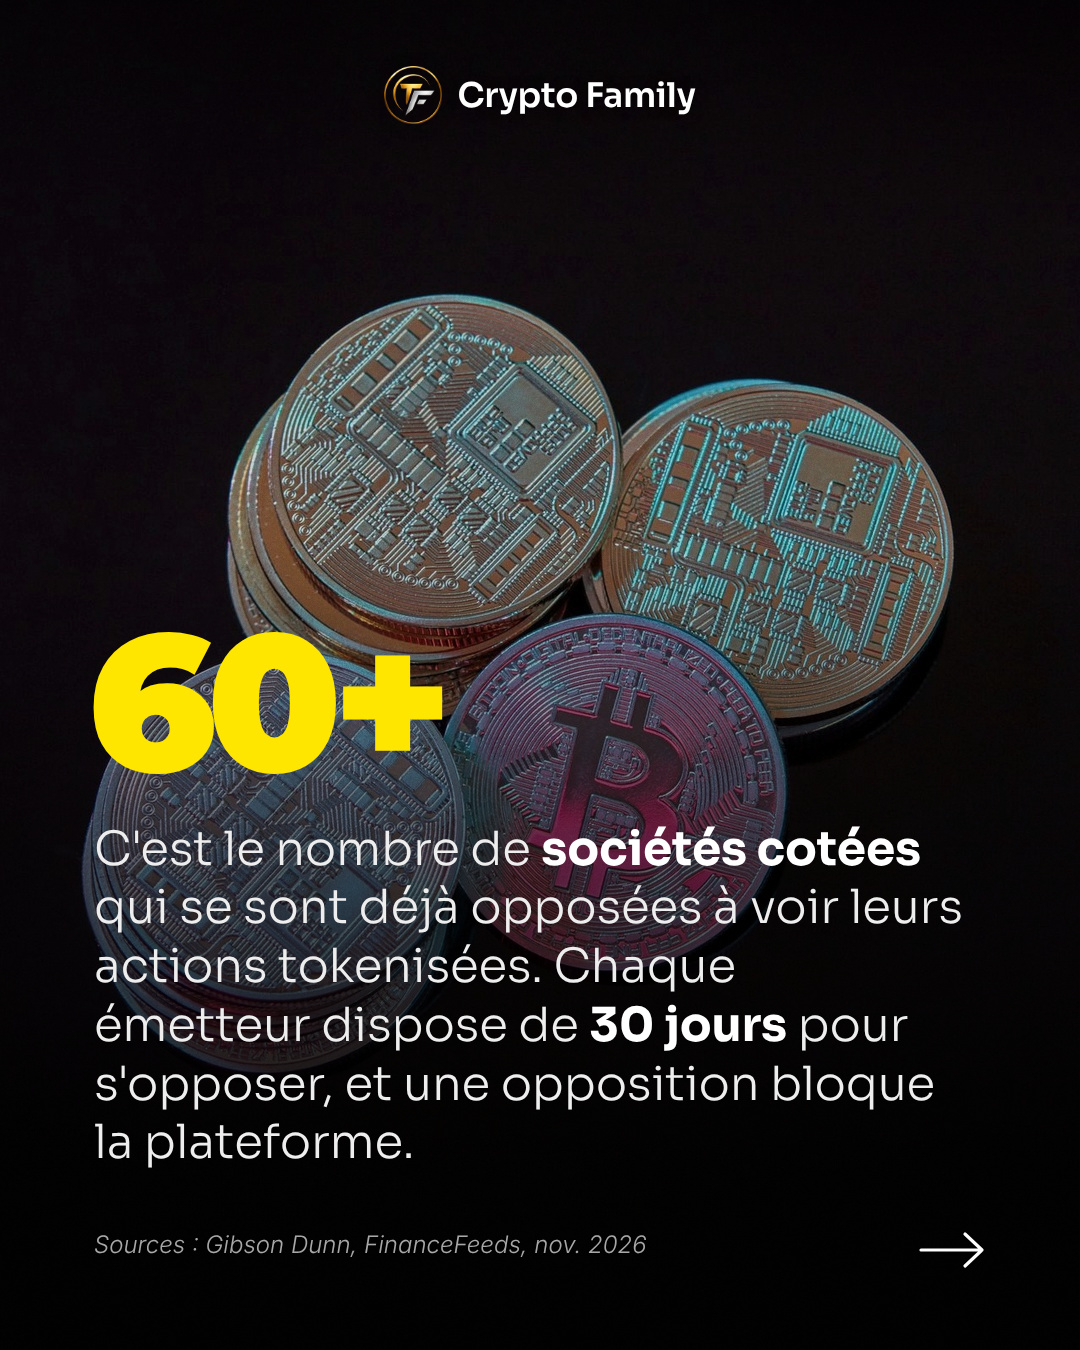 Crypto Family
60+
C'est le nombre de sociétés cotées
qui se sont déjà opposées à voir leurs
actions tokenisées. Chaque
émetteur dispose de 30 jours pour
s'opposer, et une opposition bloque
la plateforme.
Sources : Gibson Dunn, FinanceFeeds, nov. 2026